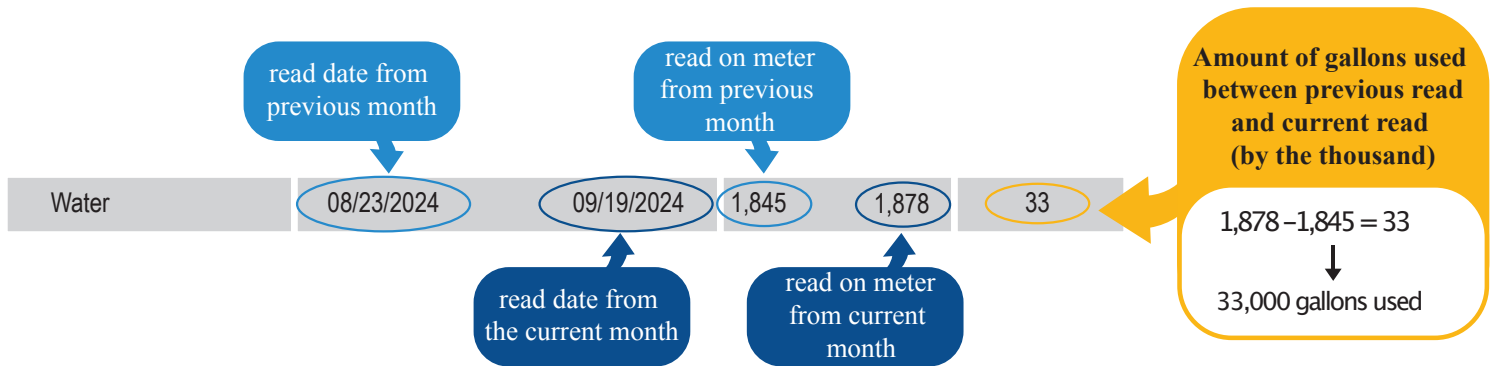 read date from
previous month
read on meter
from previous
month
Amount of gallons used
between previous read
and current read
(by the thousand)
Water 08/23/2024 09/19/2024 1,845 1,878 33
1,878 –1,845 = 33
33,000 gallons used
read date from
the current month
read on meter
from current
month